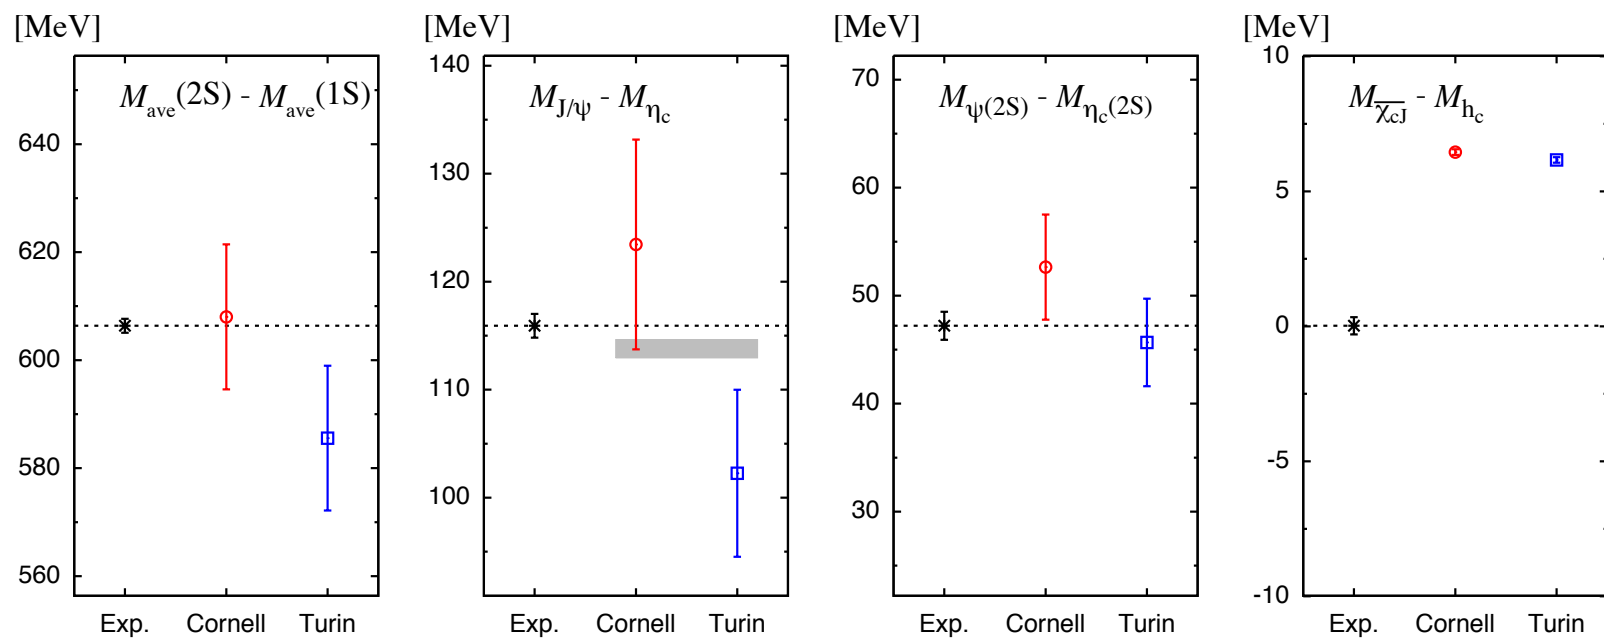 [MeV]
M_ave(2S) - M_ave(1S)
640
620
600
580
560
Exp. Cornell Turin
[MeV]
M_J/ψ - M_ηc
140
130
120
110
100
Exp. Cornell Turin
[MeV]
M_ψ(2S) - M_ηc(2S)
70
60
50
40
30
Exp. Cornell Turin
[MeV]
M_χcJ - M_hc
10
5
0
-5
-10
Exp. Cornell Turin